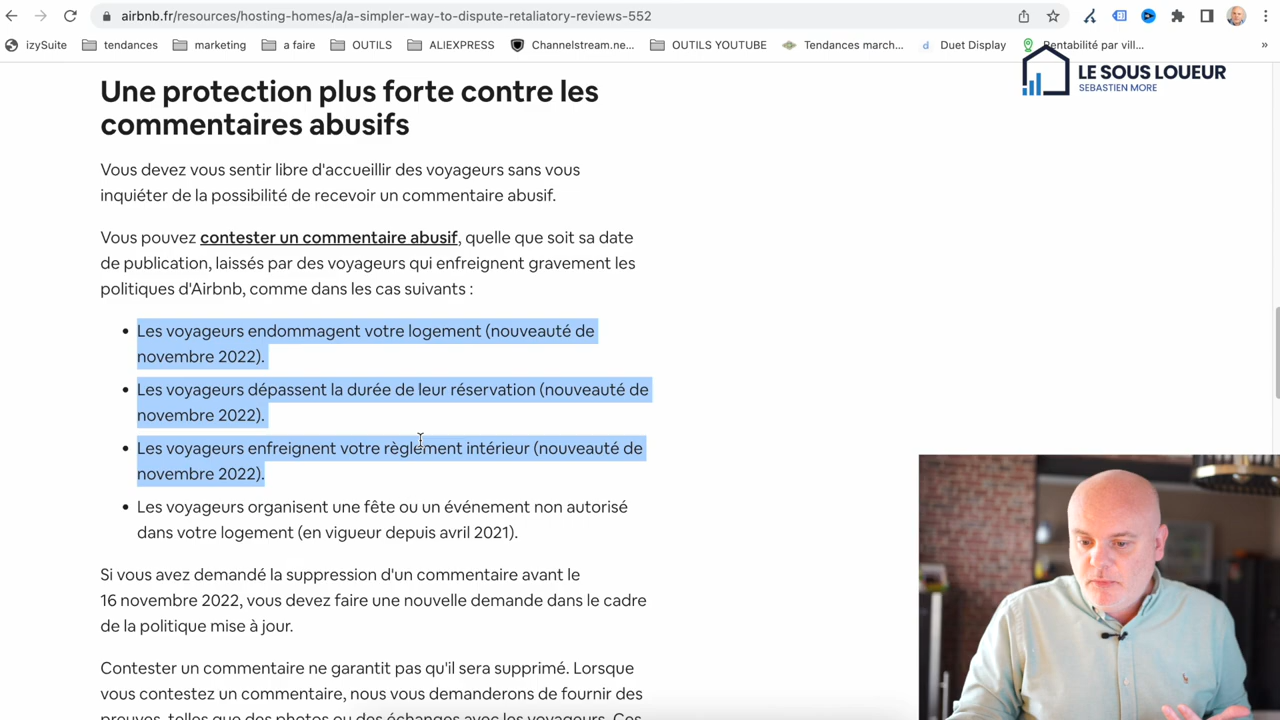 airbnb.fr/resources/hosting-homes/a/a-simpler-way-to-dispute-retaliatory-reviews-552
izySuite
tendances
marketing
a faire
OUTILS
ALIEXPRESS
Channelstream.ne...
OUTILS YOUTUBE
Tendances march...
Duet Display
Rentabilité par vill...
»
LE SOUS LOUEUR
SEBASTIEN MORE
Une protection plus forte contre les
commentaires abusifs
Vous devez vous sentir libre d'accueillir des voyageurs sans vous
inquiéter de la possibilité de recevoir un commentaire abusif.
Vous pouvez contester un commentaire abusif, quelle que soit sa date
de publication, laissés par des voyageurs qui enfreignent gravement les
politiques d'Airbnb, comme dans les cas suivants :
• Les voyageurs endommagent votre logement (nouveauté de
novembre 2022).
• Les voyageurs dépassent la durée de leur réservation (nouveauté de
novembre 2022).
• Les voyageurs enfreignent votre règlement intérieur (nouveauté de
novembre 2022).
• Les voyageurs organisent une fête ou un événement non autorisé
dans votre logement (en vigueur depuis avril 2021).
Si vous avez demandé la suppression d'un commentaire avant le
16 novembre 2022, vous devez faire une nouvelle demande dans le cadre
de la politique mise à jour.
Contester un commentaire ne garantit pas qu'il sera supprimé. Lorsque
vous contestez un commentaire, nous vous demanderons de fournir des
preuves, telles que des photos ou des échanges avec les voyageurs. Ces